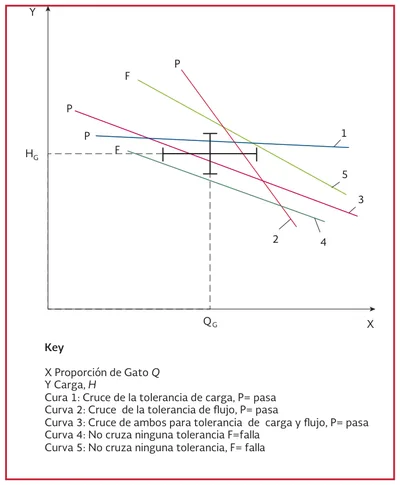 Y
P
F
P
P
1
F
H G
5
3
2
4
Q G
X
Key
X Proporción de Gato Q
Y Carga, H
Cura 1: Cruce de la tolerancia de carga, P= pasa
Curva 2: Cruce de la tolerancia de flujo, P= pasa
Curva 3: Cruce de ambos para tolerancia de carga y flujo, P= pasa
Curva 4: No cruza ninguna tolerancia F=falla
Curva 5: No cruza ninguna tolerancia, F= falla